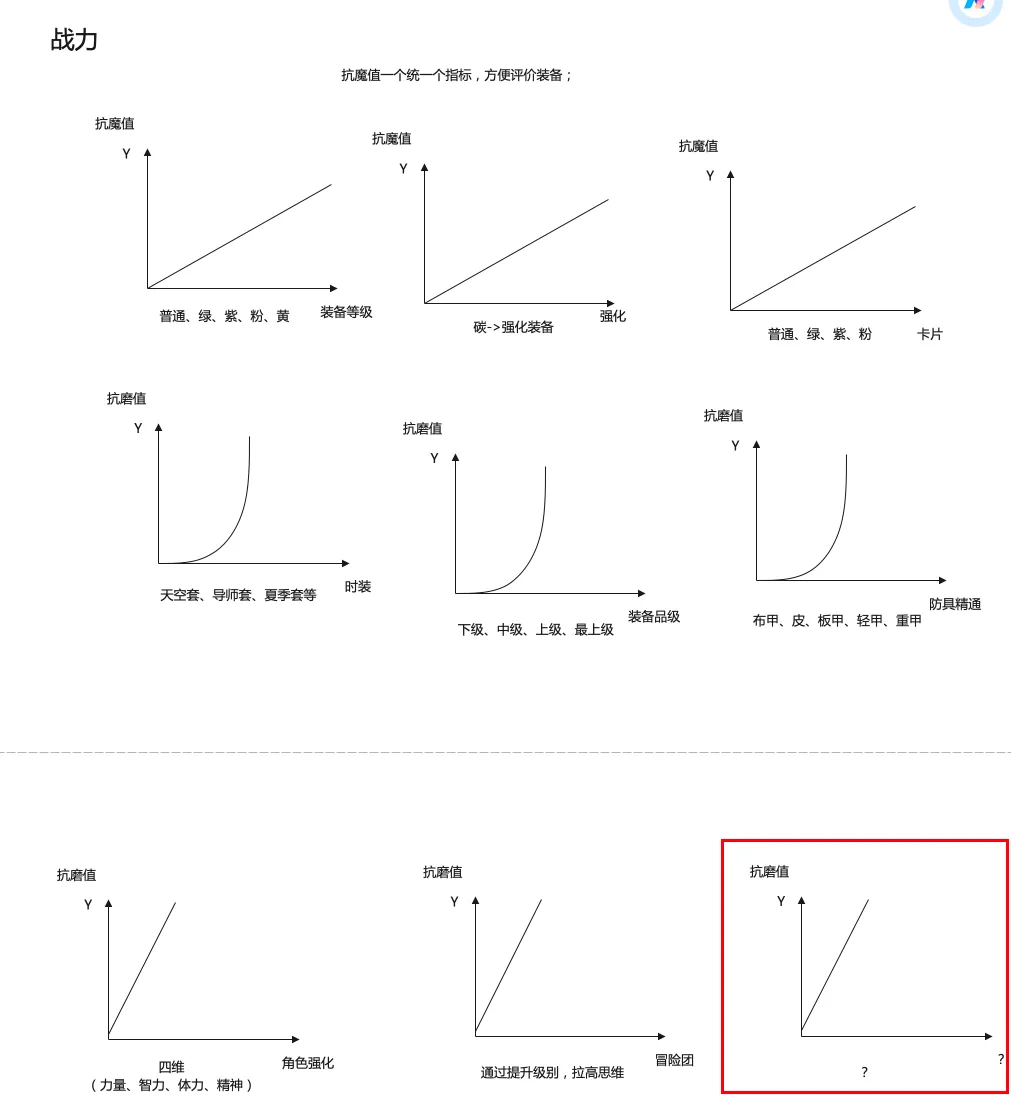 战力
抗魔值一个统一个指标，方便评价装备；
抗魔值
Y
普通、绿、紫、粉、黄
装备等级
抗魔值
Y
碳->强化装备
强化
抗魔值
Y
普通、绿、紫、粉
卡片
抗磨值
Y
天空套、导师套、夏季套等
时装
抗磨值
Y
下级、中级、上级、最上级
装备品级
抗磨值
Y
布甲、皮、板甲、轻甲、重甲
防具精通
抗磨值
Y
四维
（力量、智力、体力、精神）
角色强化
抗磨值
Y
通过提升级别，拉高思维
冒险团
抗磨值
Y
?
?